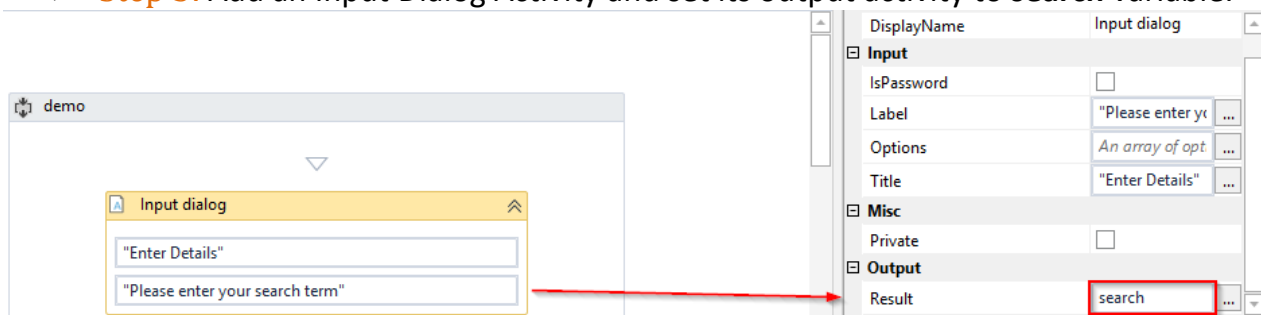 Step 3: Add an Input Dialog Activity and set its output activity to search variable.
demo
Input dialog
"Enter Details"
"Please enter your search term"
DisplayName Input dialog
Input
IsPassword
Label "Please enter yo ...
Options An array of opt. ...
Title "Enter Details" ...
Misc
Private
Output
Result search ...